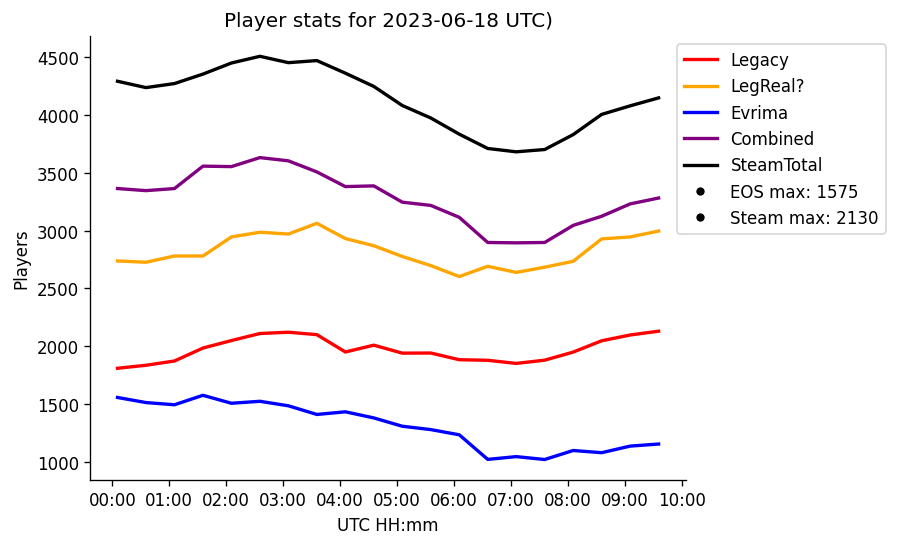 Player stats for 2023-06-18 UTC)
Legacy
LegReal?
Evrima
Combined
SteamTotal
EOS max: 1575
Steam max: 2130
Players
4500
4000
3500
3000
2500
2000
1500
1000
00:00 01:00 02:00 03:00 04:00 05:00 06:00 07:00 08:00 09:00 10:00
UTC HH:mm